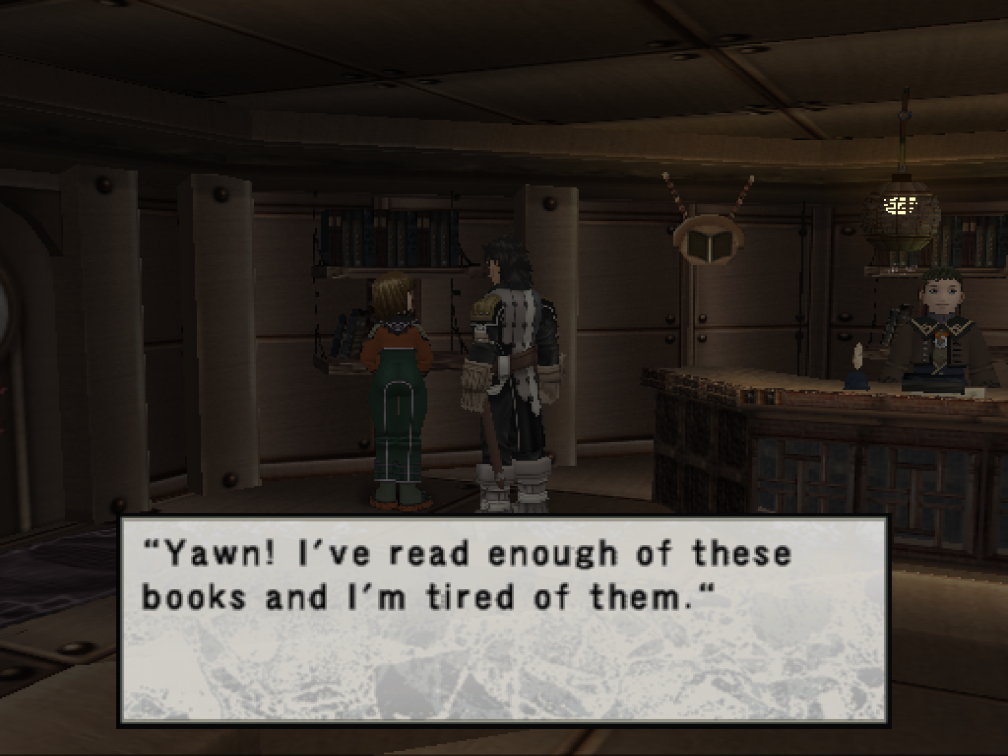 “Yawn! I've read enough of these
books and I'm tired of them.“